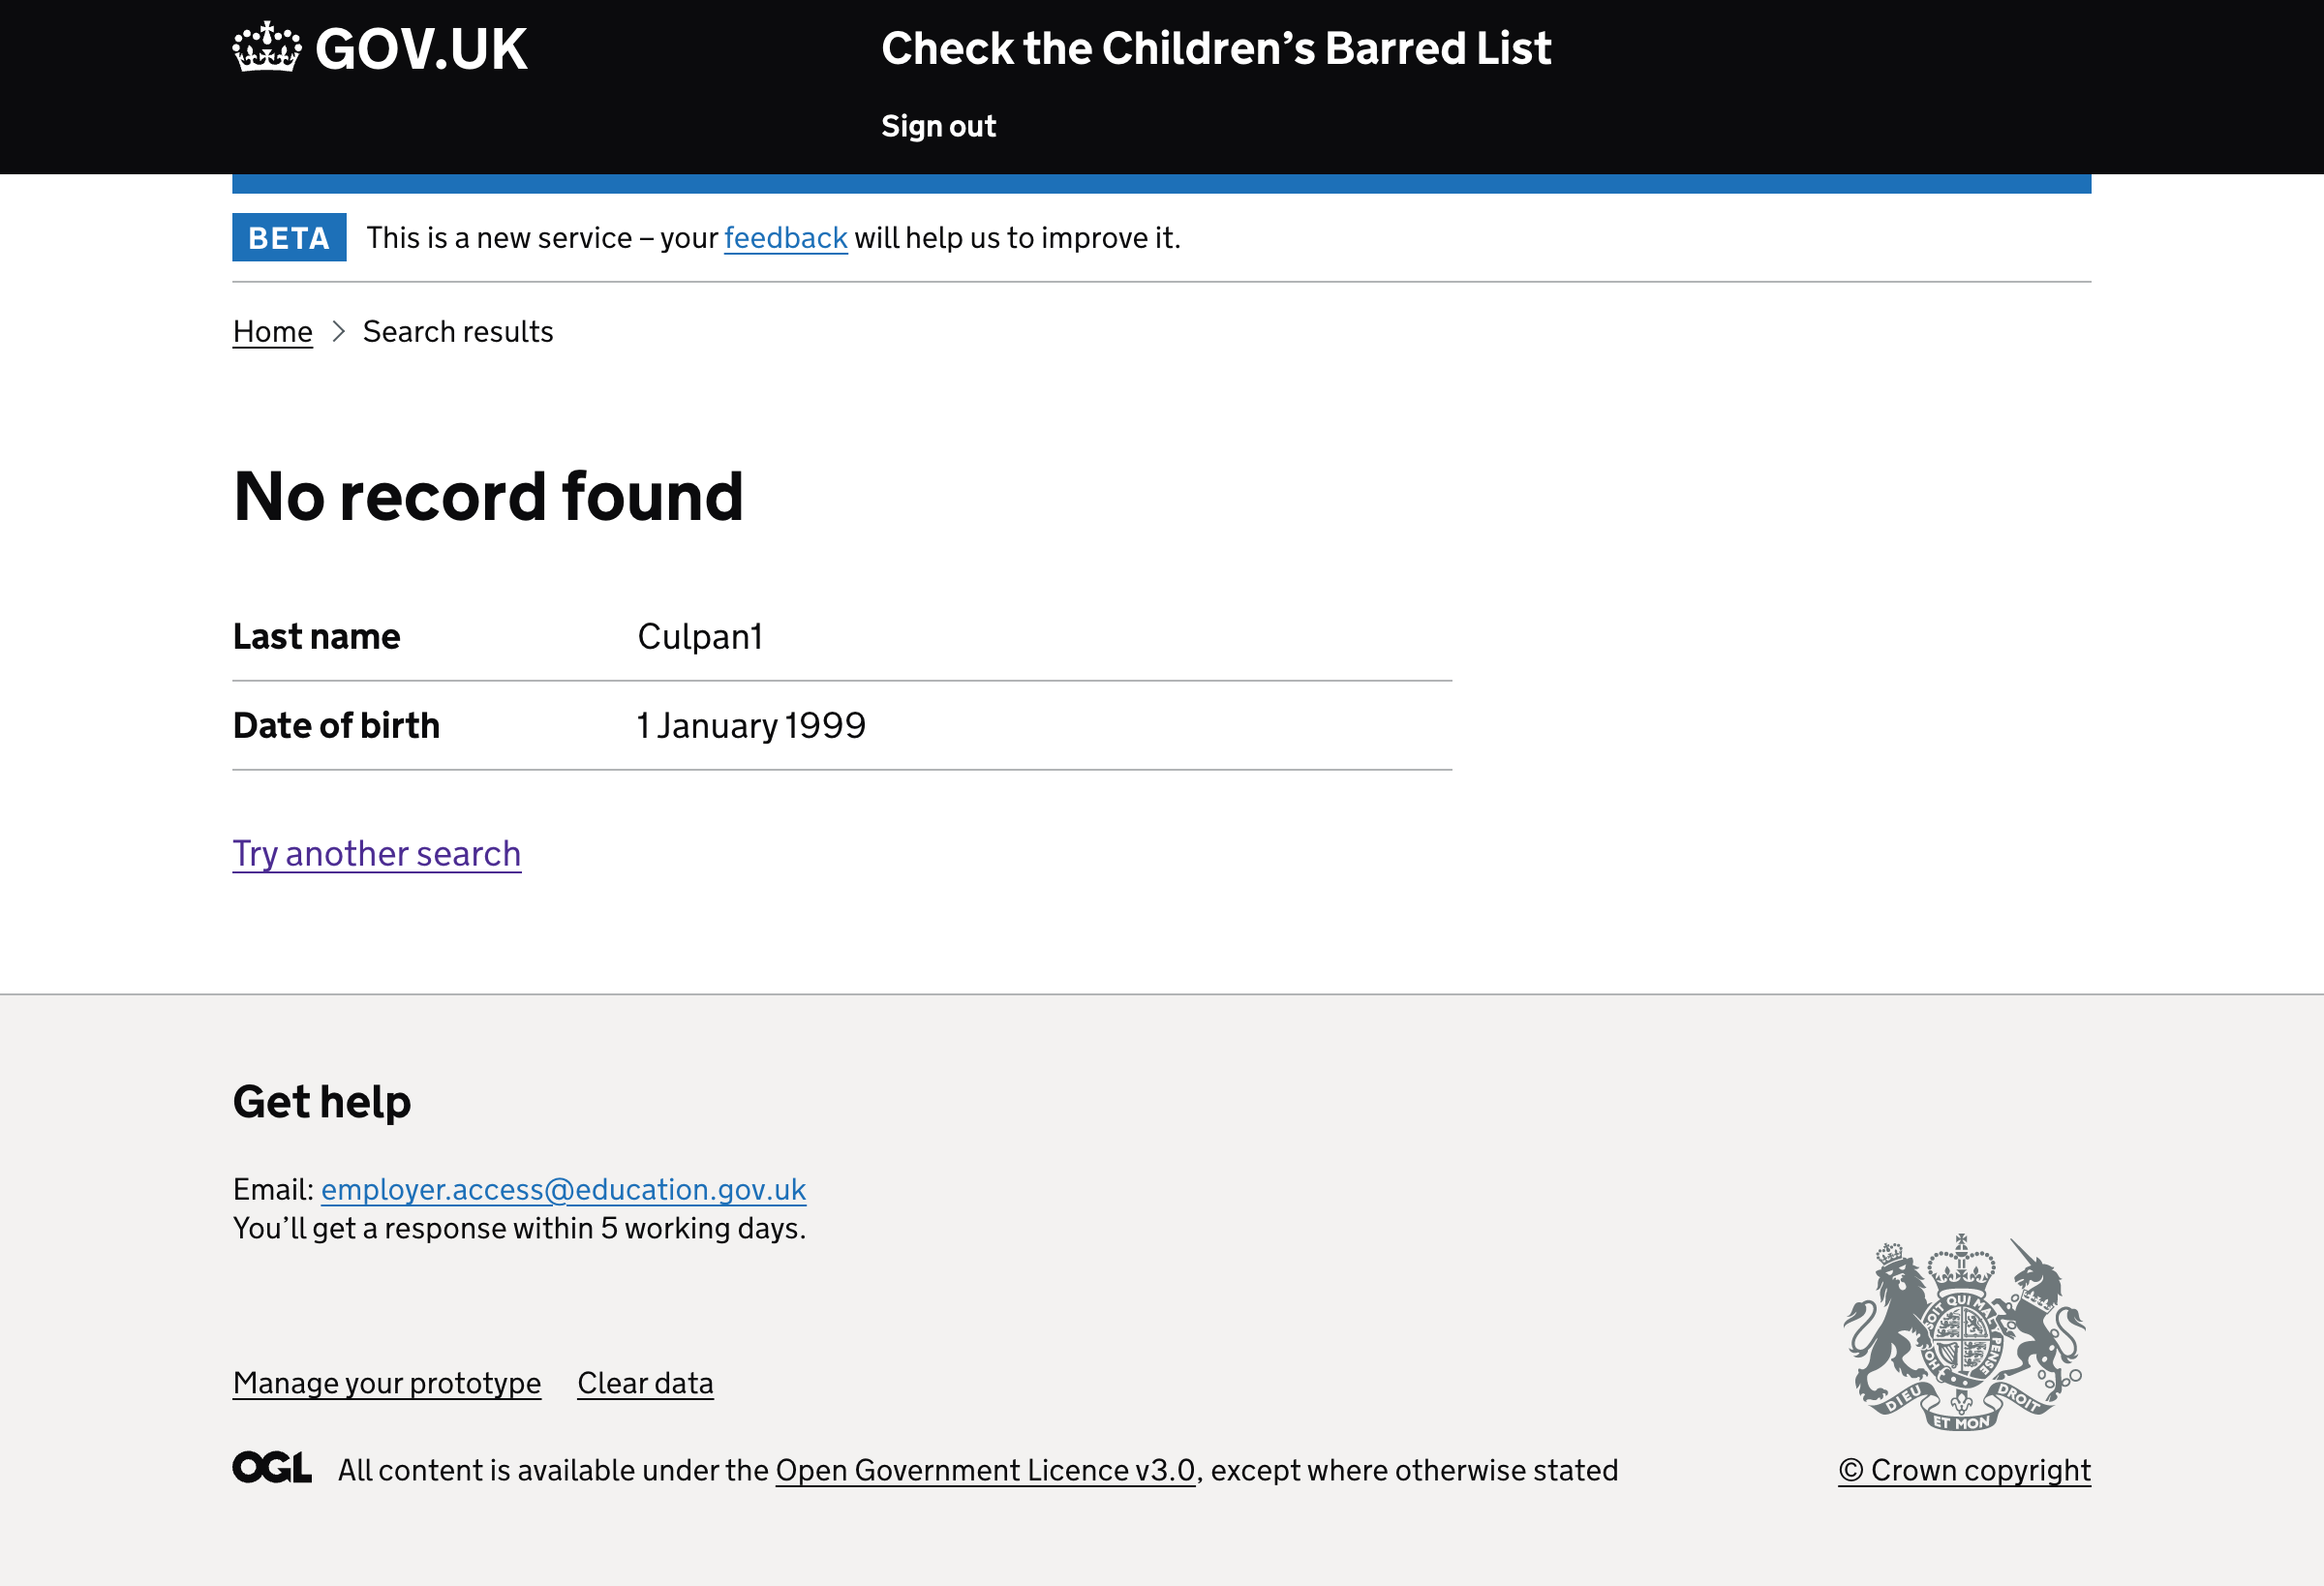 GOV.UK
Check the Children’s Barred List
Sign out
BETA
This is a new service – your feedback will help us to improve it.
Home
Search results
No record found
Last name
Culpan1
Date of birth
1 January 1999
Try another search
Get help
Email: employer.access@education.gov.uk
You’ll get a response within 5 working days.
Manage your prototype
Clear data
OGL
All content is available under the Open Government Licence v3.0, except where otherwise stated
DIEU ET MON DROIT
© Crown copyright